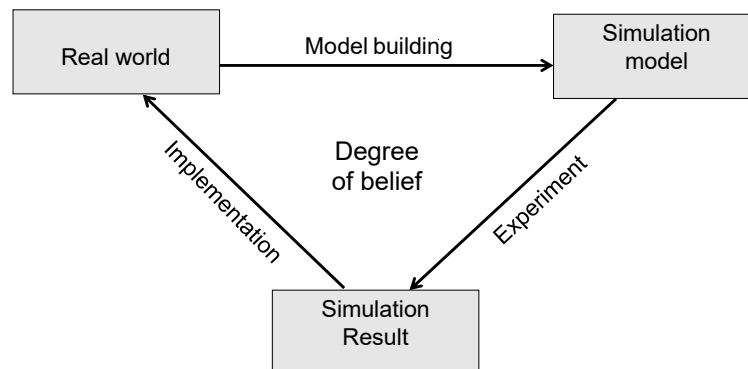 Real world
Model building
Simulation
model
Degree
of belief
Implementation
Experiment
Simulation
Result